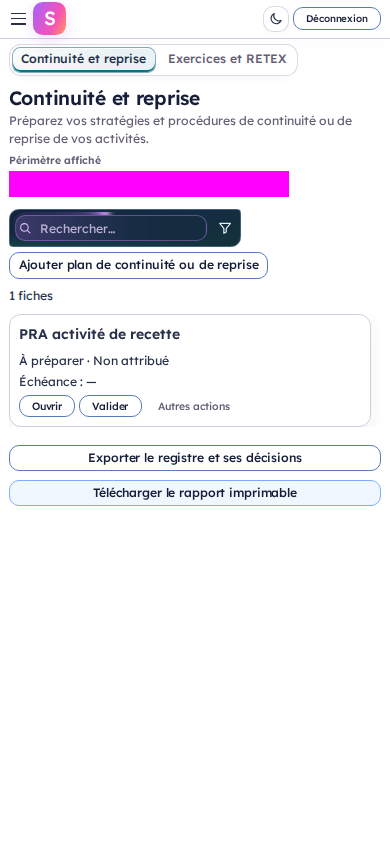 S
Déconnexion
Continuité et reprise
Exercices et RETEX
Continuité et reprise
Préparez vos stratégies et procédures de continuité ou de
reprise de vos activités.
Périmètre affiché
Rechercher...
Ajouter plan de continuité ou de reprise
1 fiches
PRA activité de recette
À préparer · Non attribué
Échéance : —
Ouvrir
Valider
Autres actions
Exporter le registre et ses décisions
Télécharger le rapport imprimable